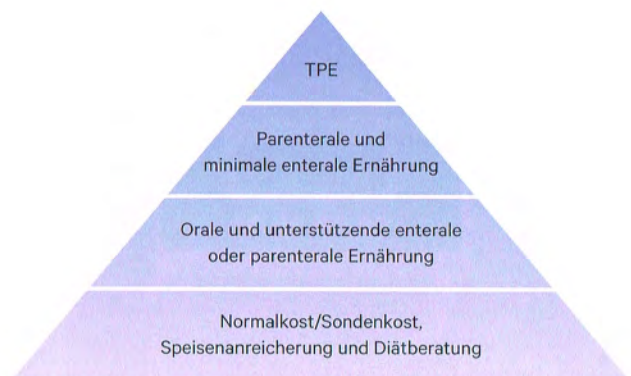 TPE
Parenterale und
minimale enterale Ernährung
Orale und unterstützende enterale
oder parenterale Ernährung
Normalkost/Sondenkost,
Speisenanreicherung und Diätberatung